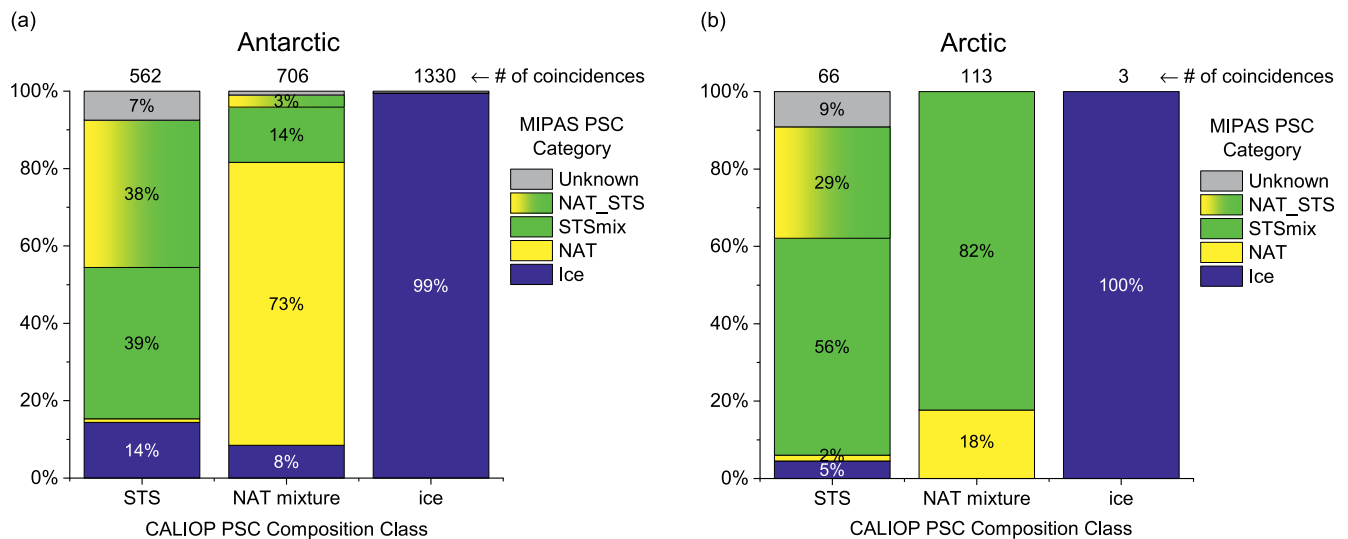 (a)
Antarctic
562 706 1330 ← # of coincidences
100%
80%
60%
40%
20%
0%
7%
38%
39%
14%
3%
14%
73%
8%
99%
MIPAS PSC
Category
Unknown
NAT_STS
STSmix
NAT
Ice
STS NAT mixture ice
CALIOP PSC Composition Class
(b)
Arctic
66 113 3 ← # of coincidences
100%
80%
60%
40%
20%
0%
9%
29%
56%
2%
5%
82%
18%
100%
MIPAS PSC
Category
Unknown
NAT_STS
STSmix
NAT
Ice
STS NAT mixture ice
CALIOP PSC Composition Class